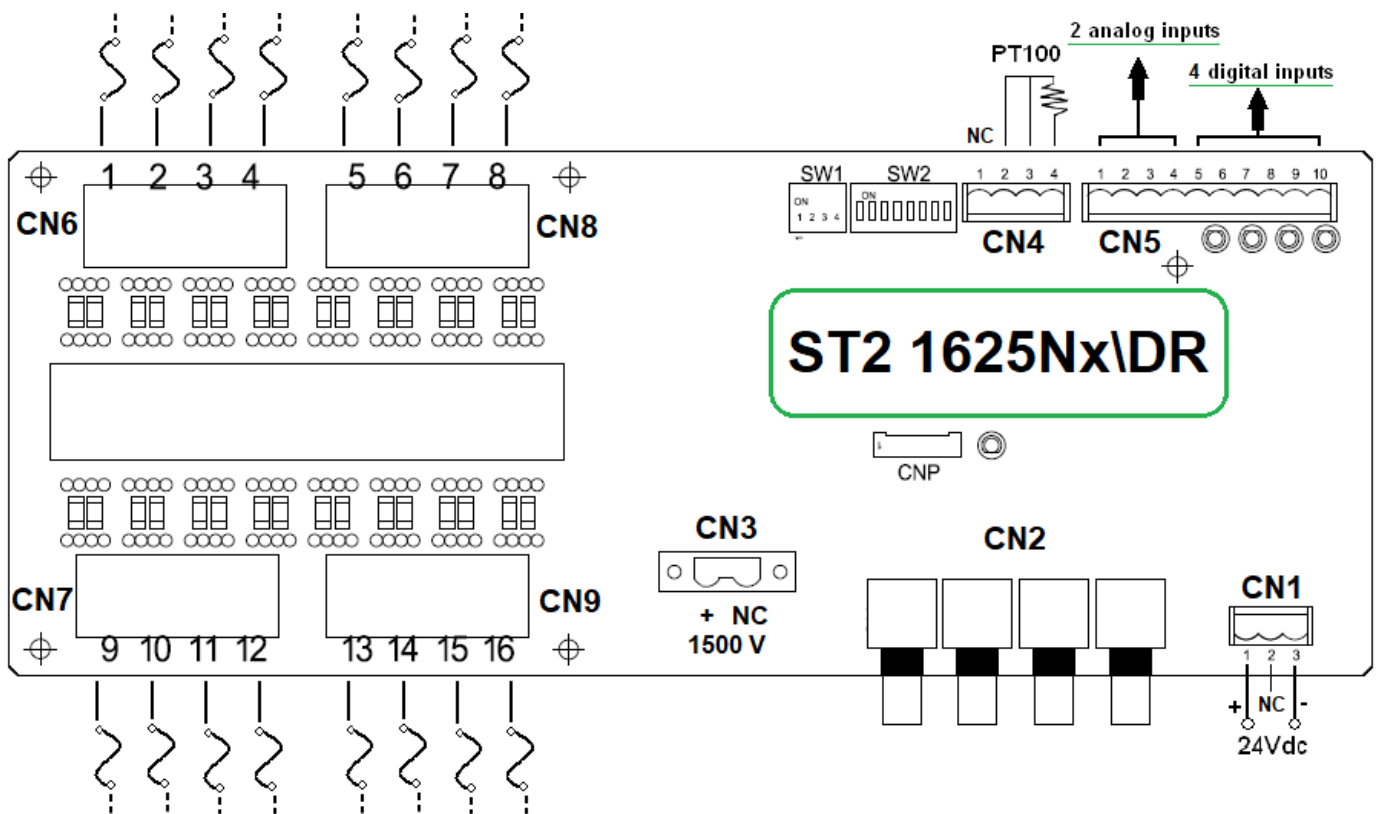 2 analog inputs
PT100
4 digital inputs
NC
1 2 3 4 5 6 7 8
SW1 SW2
1 2 3 4
1 2 3 4 5 6 7 8 9 10
ON
1 2 3 4
ON
CN6
CN8
CN4
CN5
ST2 1625Nx\DR
CNP
CN3
CN2
+ NC
1500 V
CN7
CN9
CN1
9 10 11 12 13 14 15 16
1 2 3
+ NC -
24Vdc